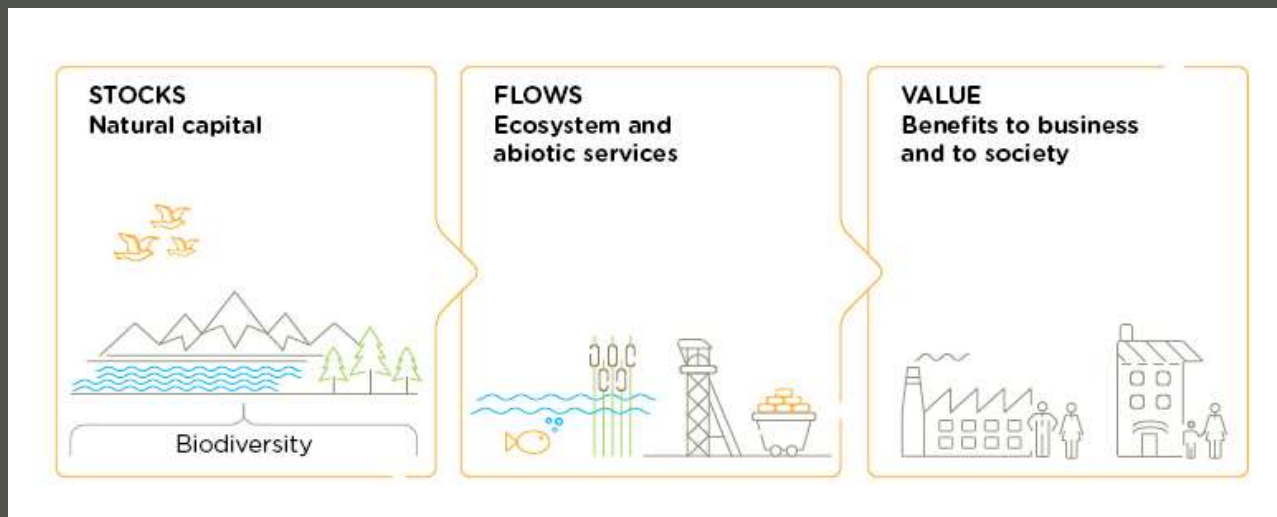 STOCKS
Natural capital
Biodiversity
FLOWS
Ecosystem and
abiotic services
VALUE
Benefits to business
and to society